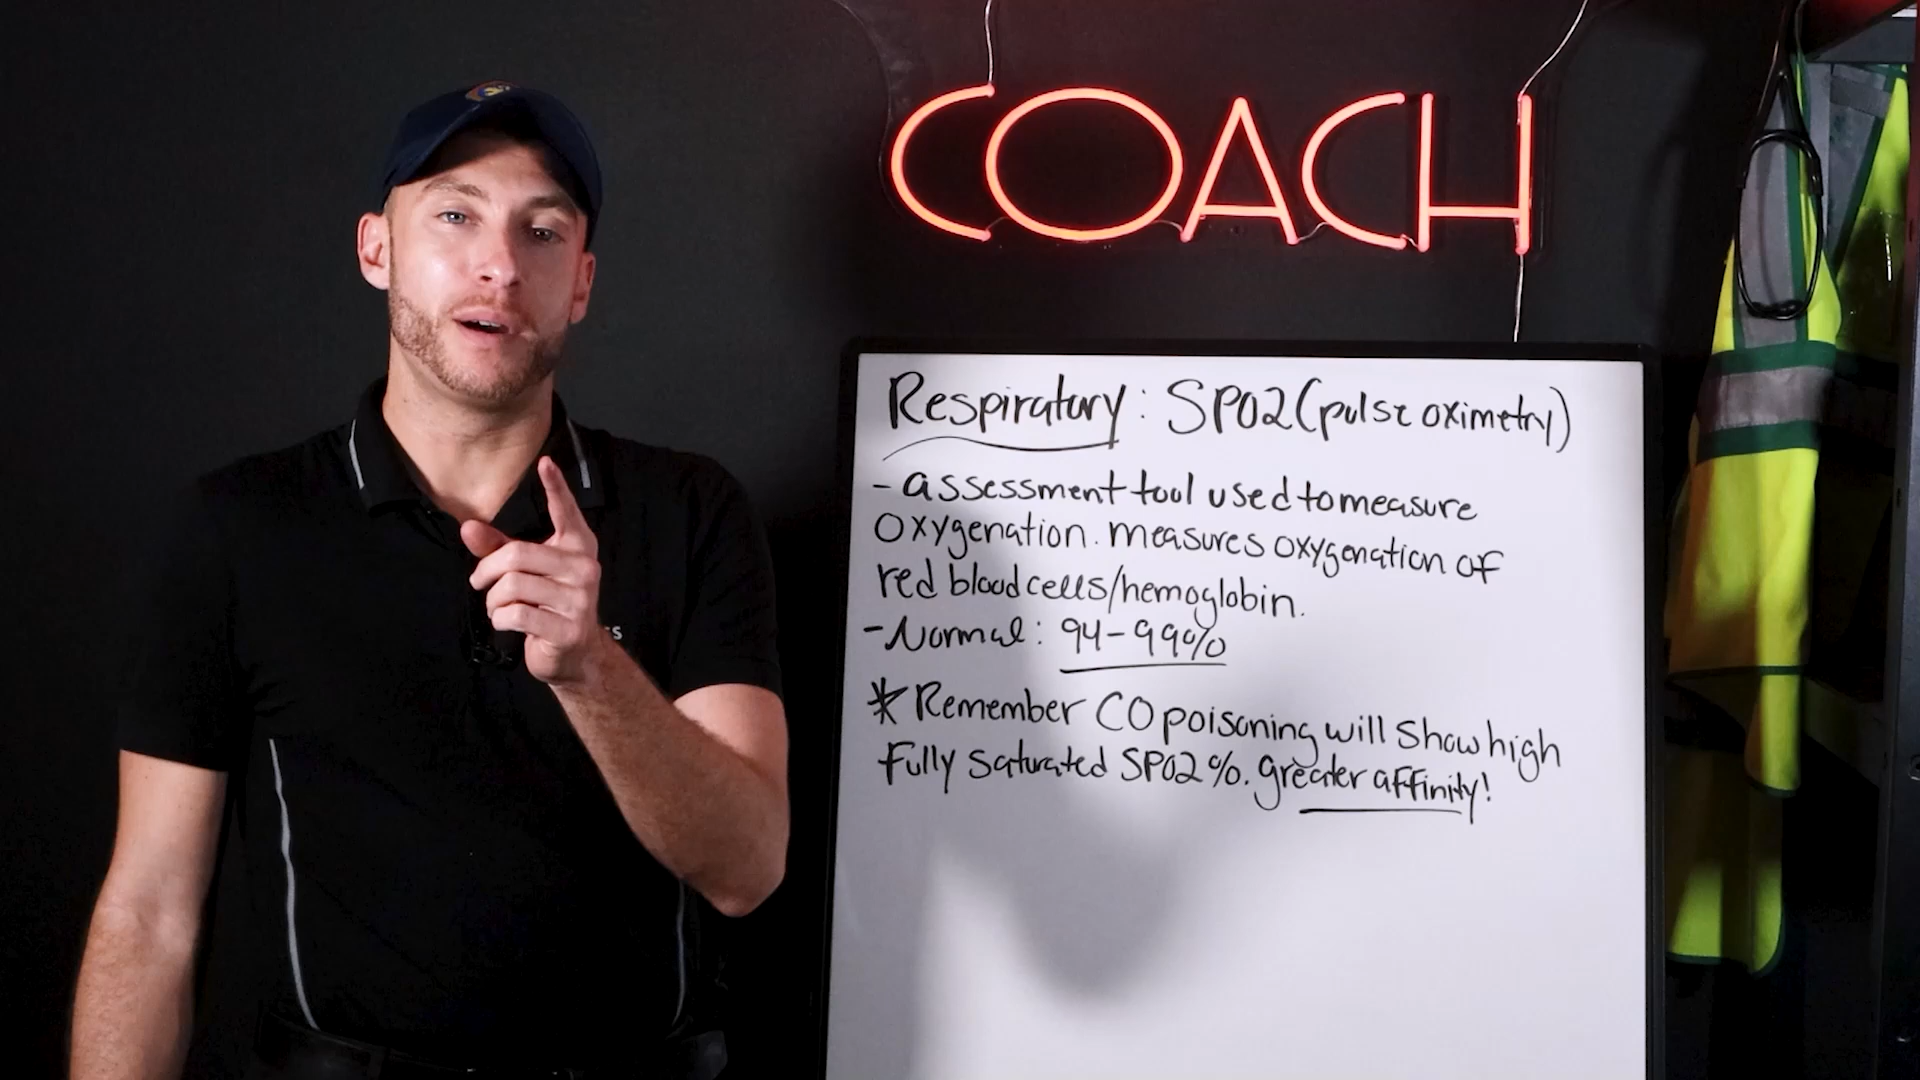 COACH
Respiratory: SPO2 (pulse oximetry)
- assessment tool used to measure
oxygenation. measures oxygenation of
red blood cells/hemoglobin.
- Normal: 94-99%
* Remember CO poisoning will show high
fully saturated SPO2 %. greater affinity!